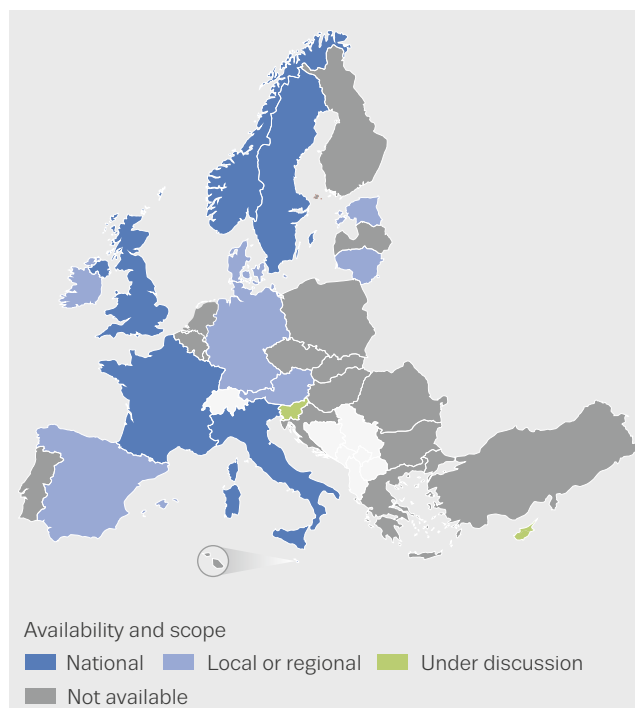 Availability and scope
National
Local or regional
Under discussion
Not available